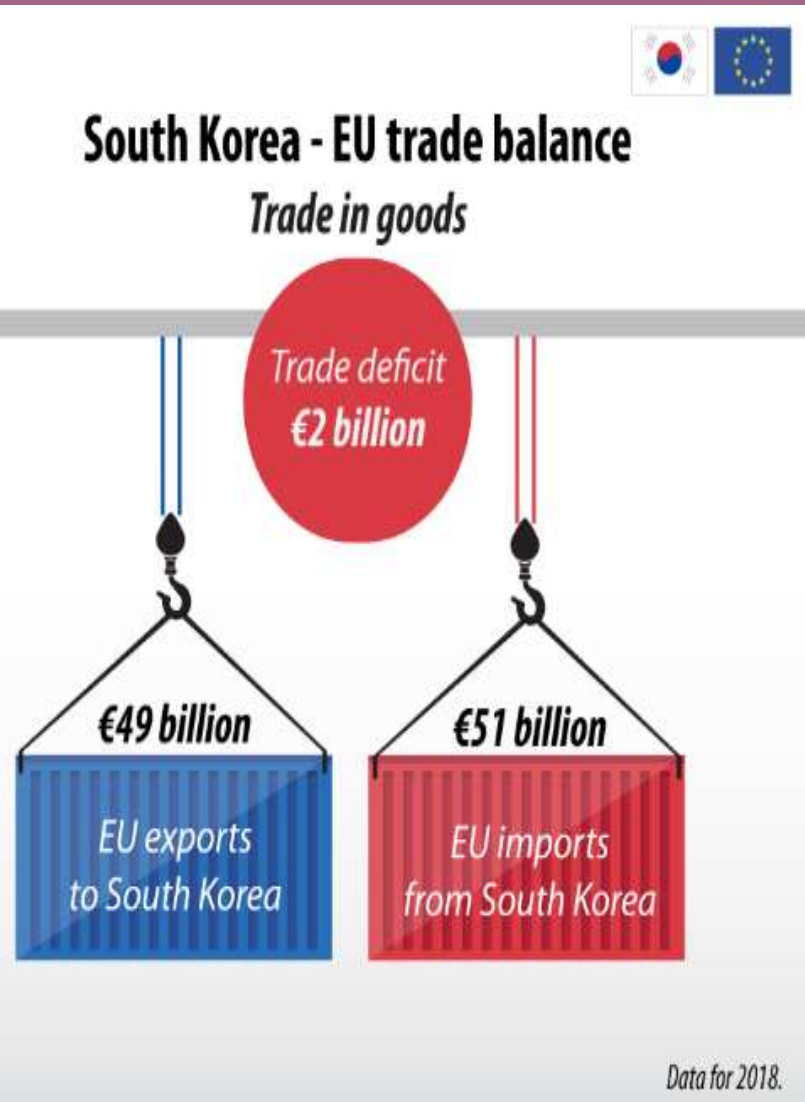 South Korea - EU trade balance
Trade in goods
Trade deficit
€2 billion
€49 billion
EU exports
to South Korea
€51 billion
EU imports
from South Korea
Data for 2018.